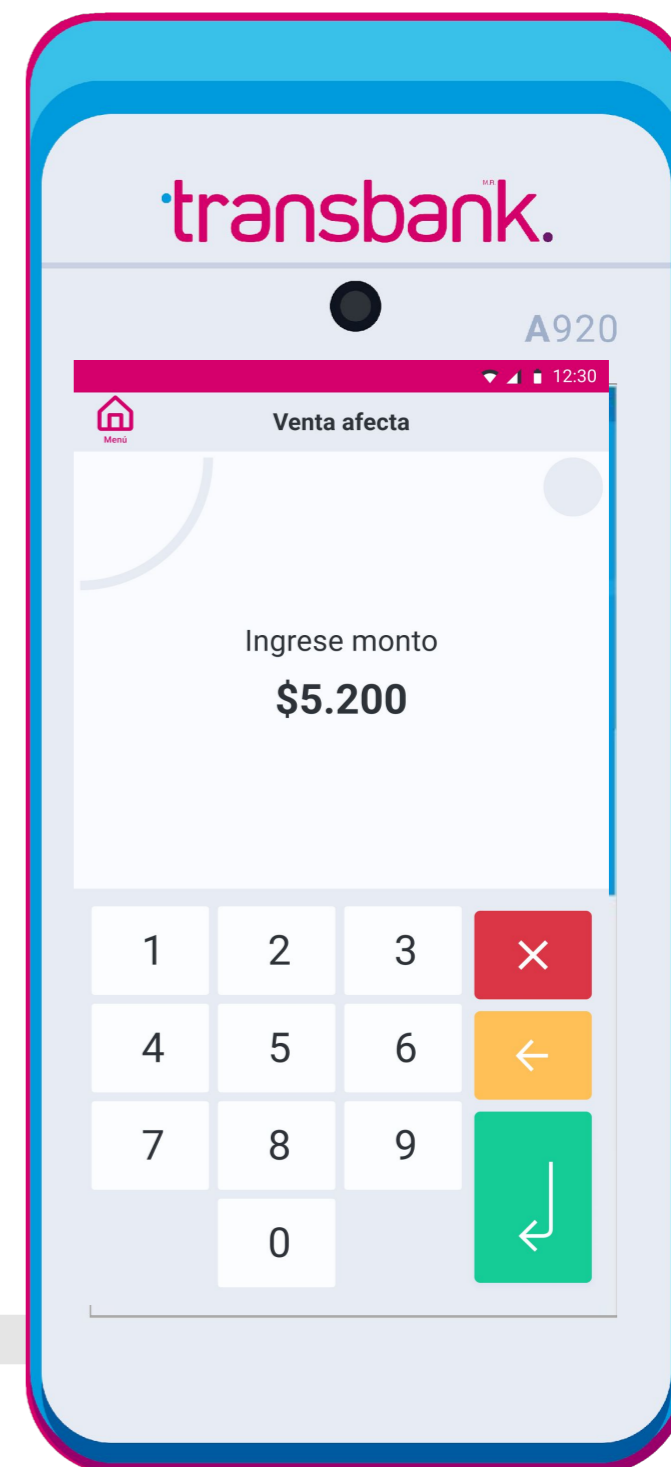 transbank.
M.R.
A920
12:30
Menú
Venta afecta
Ingrese monto
$5.200
1 2 3
4 5 6
7 8 9
0